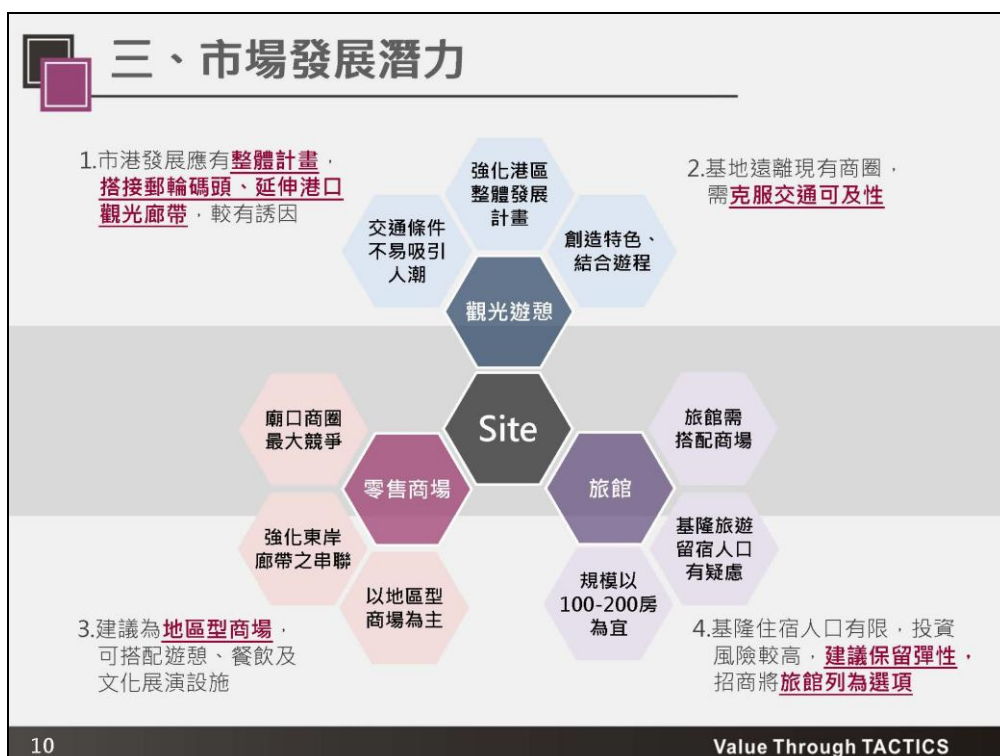 三、市場發展潛力
1.市港發展應有整體計畫，
搭接郵輪碼頭、延伸港口
觀光廊帶，較有誘因
2.基地遠離現有商圈，
需克服交通可及性
強化港區
整體發展
計畫
交通條件
不易吸引
人潮
創造特色、
結合遊程
觀光遊憩
Site
廟口商圈
最大競爭
零售商場
強化東岸
廊帶之串聯
以地區型
商場為主
旅館需
搭配商場
旅館
基隆旅遊
留宿人口
有疑慮
規模以
100-200房
為宜
3.建議為地區型商場，
可搭配遊憩、餐飲及
文化展演設施
4.基隆住宿人口有限，投資
風險較高，建議保留彈性，
招商將旅館列為選項
10
Value Through TACTICS